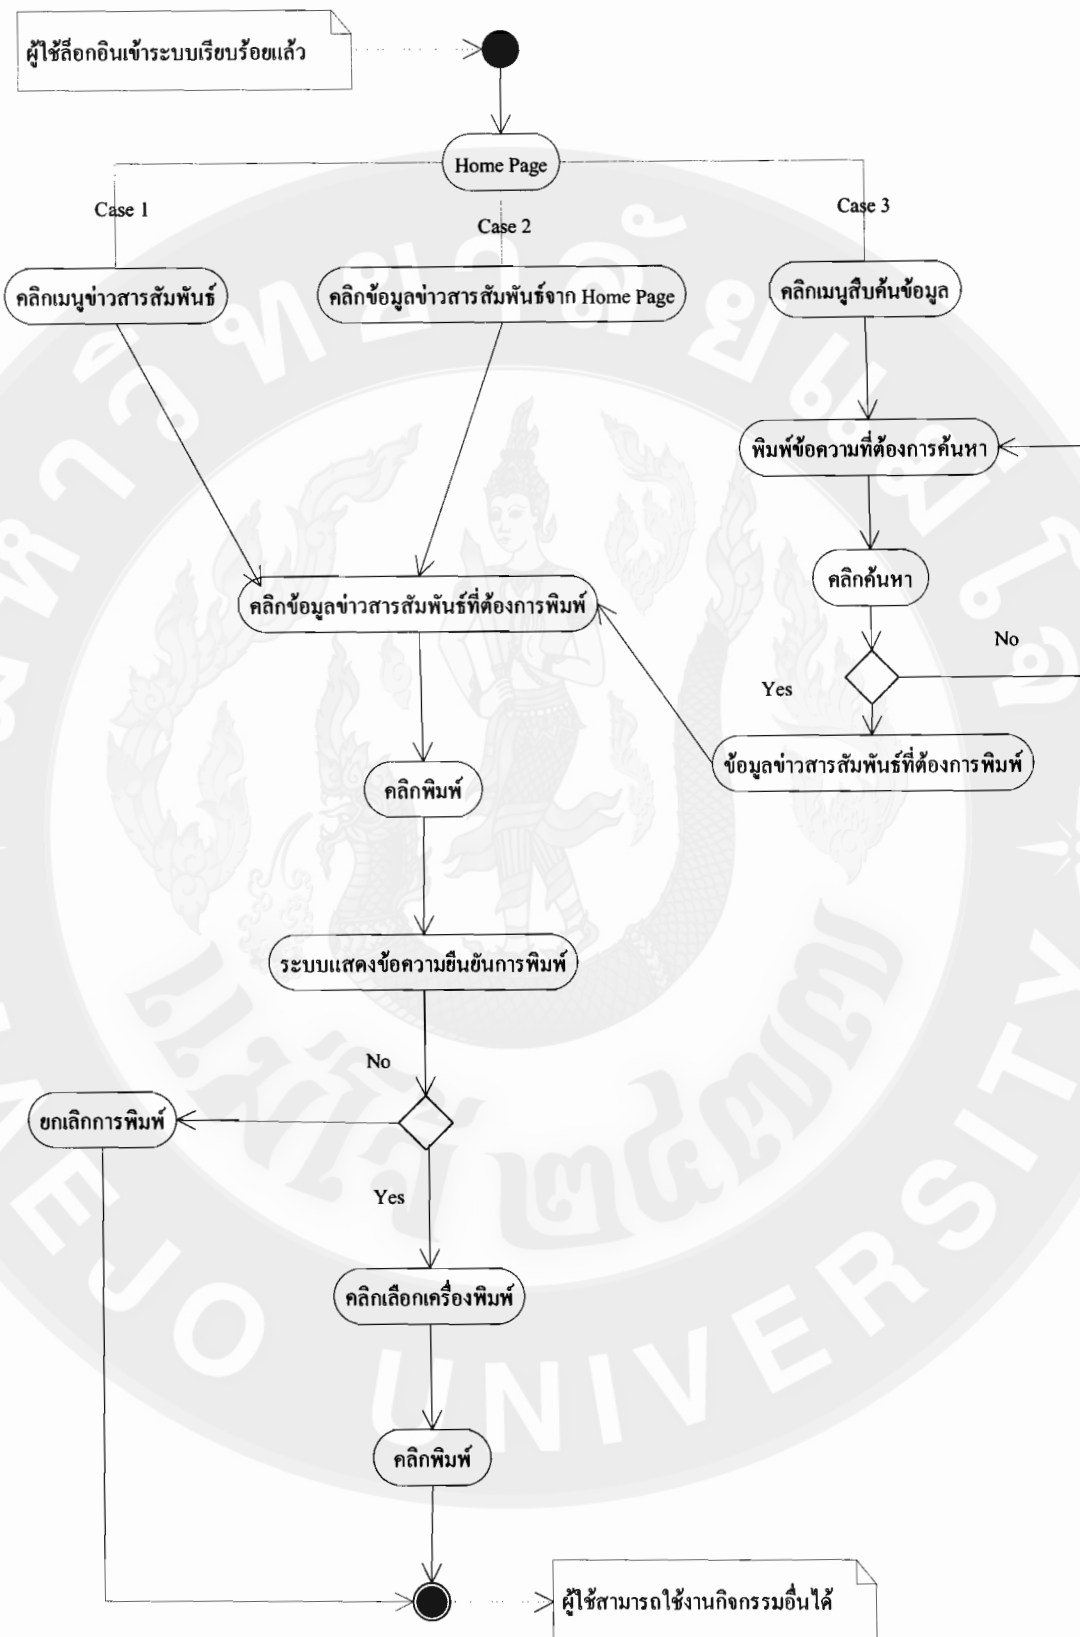 ผู้ใช้ล็อกอินเข้าระบบเรียบร้อยแล้ว
Home Page
Case 1
Case 2
Case 3
คลิกเมนูข่าวสารสัมพันธ์
คลิกข้อมูลข่าวสารสัมพันธ์จาก Home Page
คลิกเมนูสืบค้นข้อมูล
พิมพ์ข้อความที่ต้องการค้นหา
คลิกค้นหา
คลิกข้อมูลข่าวสารสัมพันธ์ที่ต้องการพิมพ์
No
Yes
ข้อมูลข่าวสารสัมพันธ์ที่ต้องการพิมพ์
คลิกพิมพ์
ระบบแสดงข้อความยืนยันการพิมพ์
No
ยกเลิกการพิมพ์
Yes
คลิกเลือกเครื่องพิมพ์
คลิกพิมพ์
ผู้ใช้สามารถใช้งานกิจกรรมอื่นได้
แม่โจ้ ๒๔๗๗
UNIVERSITY